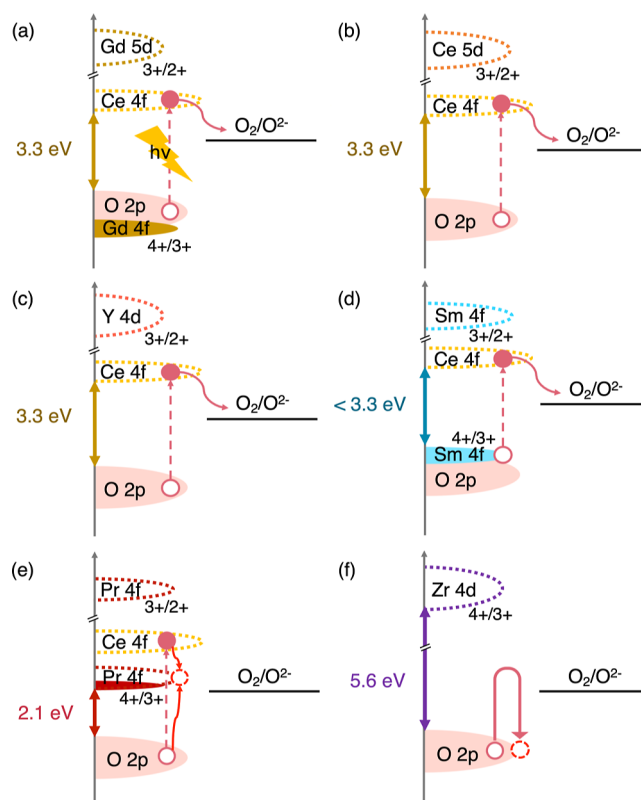 (a)
Gd 5d
3+/2+
Ce 4f
O₂/O²⁻
3.3 eV
hν
O 2p
Gd 4f
4+/3+
(b)
Ce 5d
3+/2+
Ce 4f
O₂/O²⁻
3.3 eV
O 2p
(c)
Y 4d
3+/2+
Ce 4f
O₂/O²⁻
3.3 eV
O 2p
(d)
Sm 4f
3+/2+
Ce 4f
O₂/O²⁻
< 3.3 eV
4+/3+
Sm 4f
O 2p
(e)
Pr 4f
3+/2+
Ce 4f
Pr 4f
O₂/O²⁻
4+/3+
2.1 eV
O 2p
(f)
Zr 4d
4+/3+
5.6 eV
O₂/O²⁻
O 2p